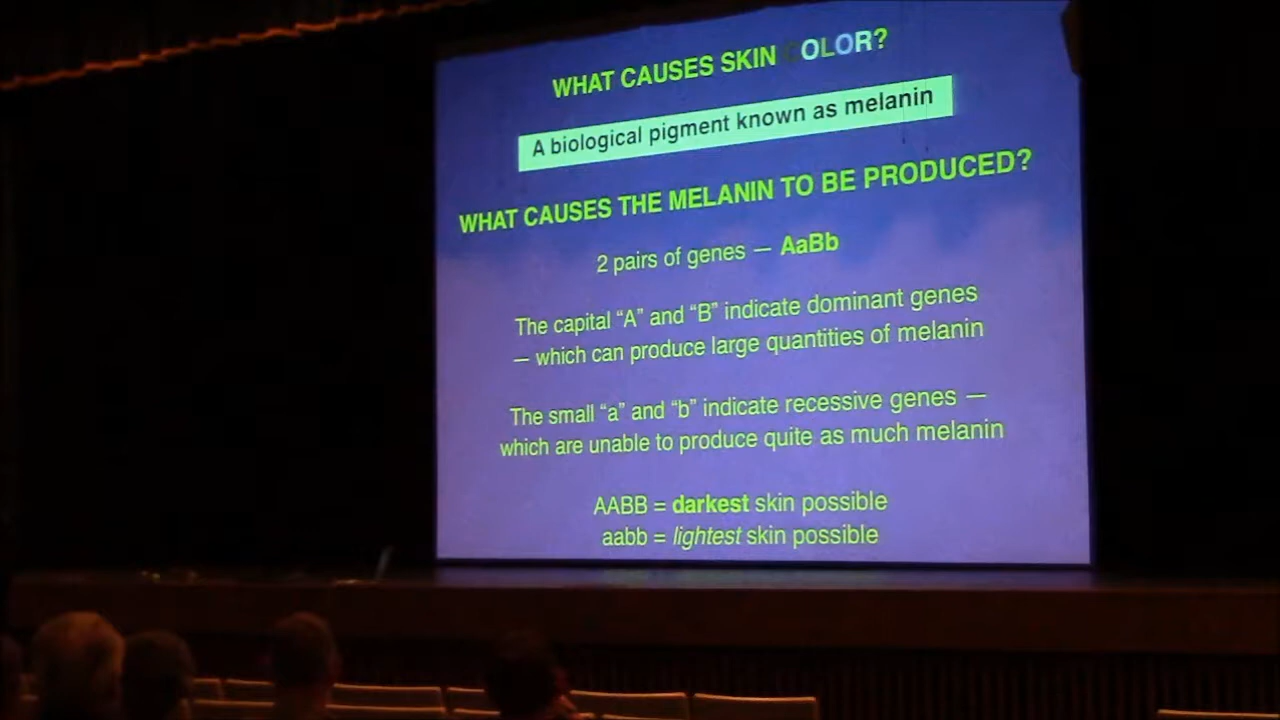 WHAT CAUSES SKIN COLOR?
A biological pigment known as melanin
WHAT CAUSES THE MELANIN TO BE PRODUCED?
2 pairs of genes — AaBb
The capital “A” and “B” indicate dominant genes
— which can produce large quantities of melanin
The small “a” and “b” indicate recessive genes —
which are unable to produce quite as much melanin
AABB = darkest skin possible
aabb = lightest skin possible